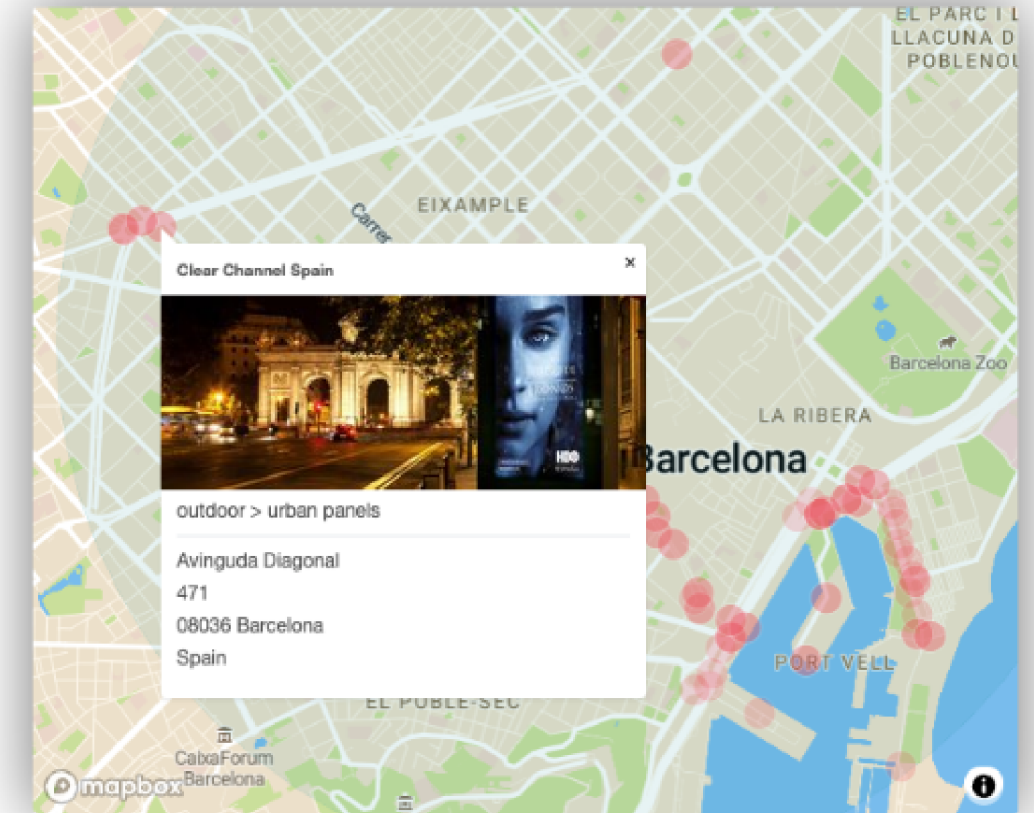 EL PARC I L
LLACUNA D
POBLENOU
EIXAMPLE
Carrer
Clear Channel Spain
×
HBO
outdoor > urban panels
Avinguda Diagonal
471
08036 Barcelona
Spain
Barcelona Zoo
LA RIBERA
Barcelona
PORT VELL
EL POBLE-SEC
CaixaForum
Barcelona
mapbox